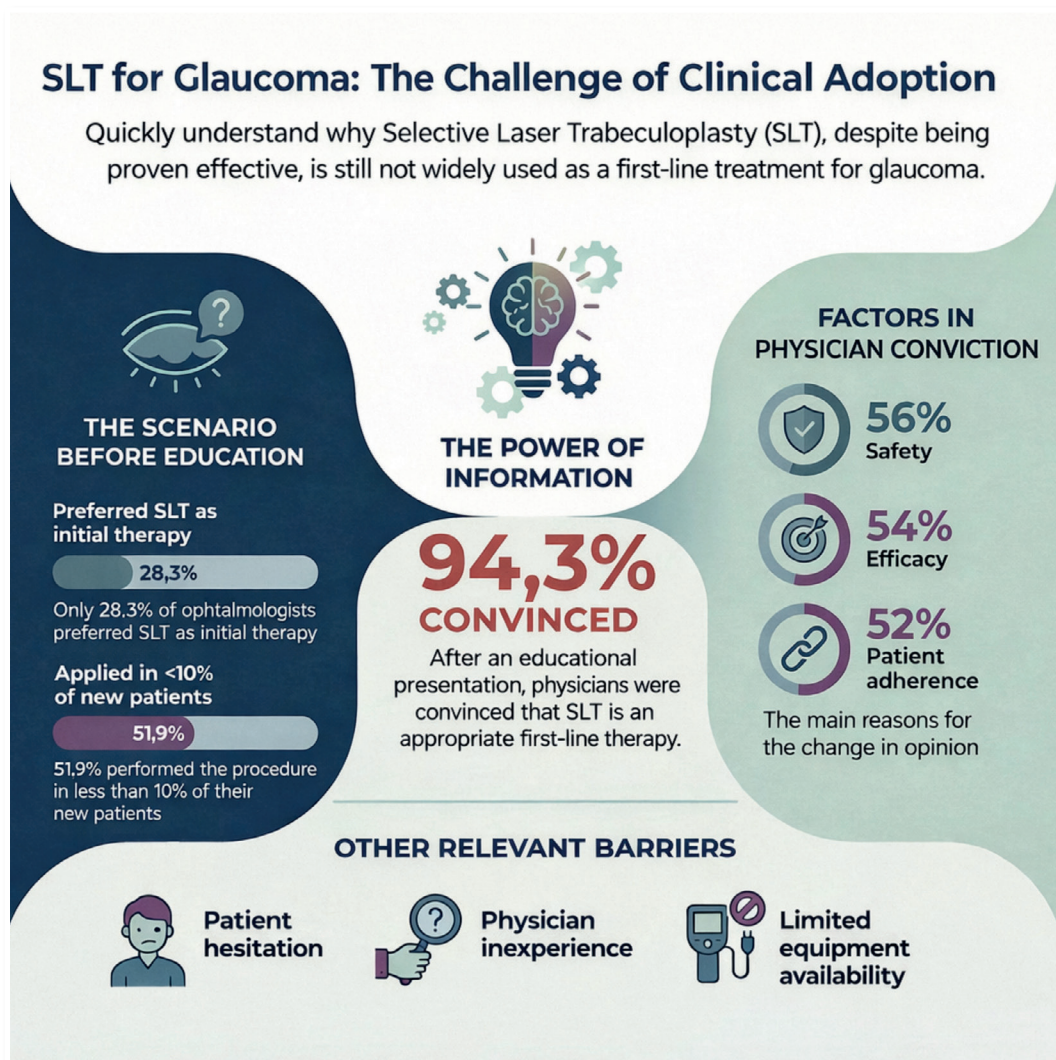 SLT for Glaucoma: The Challenge of Clinical Adoption
Quickly understand why Selective Laser Trabeculoplasty (SLT), despite being
proven effective, is still not widely used as a first-line treatment for glaucoma.
?
THE SCENARIO
BEFORE EDUCATION
Preferred SLT as
initial therapy
28,3%
Only 28.3% of ophtalmologists
preferred SLT as initial therapy
Applied in <10%
of new patients
51,9%
51,9% performed the procedure
in less than 10% of their
new patients
THE POWER OF
INFORMATION
94,3%
CONVINCED
After an educational
presentation, physicians were
convinced that SLT is an
appropriate first-line therapy.
FACTORS IN
PHYSICIAN CONVICTION
56%
Safety
54%
Efficacy
52%
Patient
adherence
The main reasons for
the change in opinion
OTHER RELEVANT BARRIERS
Patient
hesitation
?
Physician
inexperience
Limited
equipment
availability